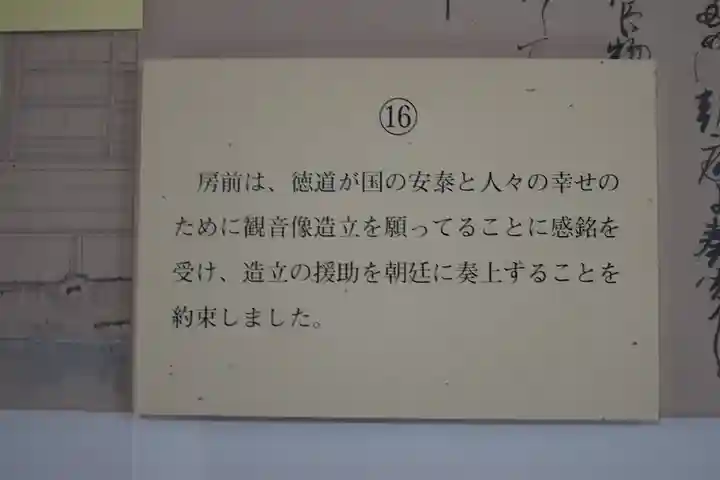 ⑯
房前は、徳道が国の安泰と人々の幸せの
ために観音像造立を願ってることに感銘を
受け、造立の援助を朝廷に奏上することを
約束しました。